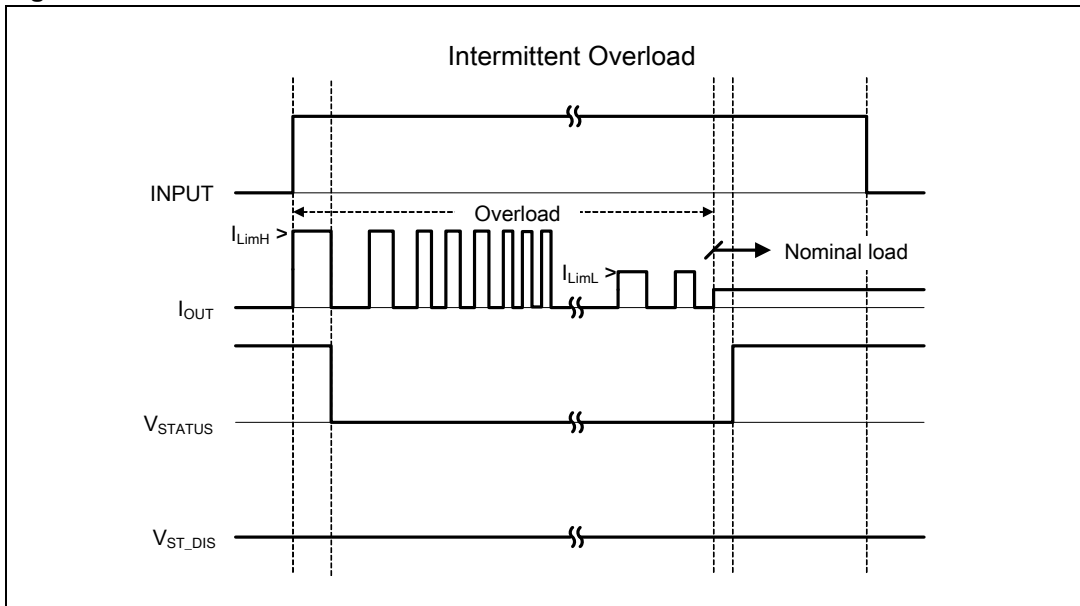 Intermittent Overload
INPUT
Overload
I_LimH >
I_LimL >
Nominal load
I_OUT
V_STATUS
V_ST_DIS